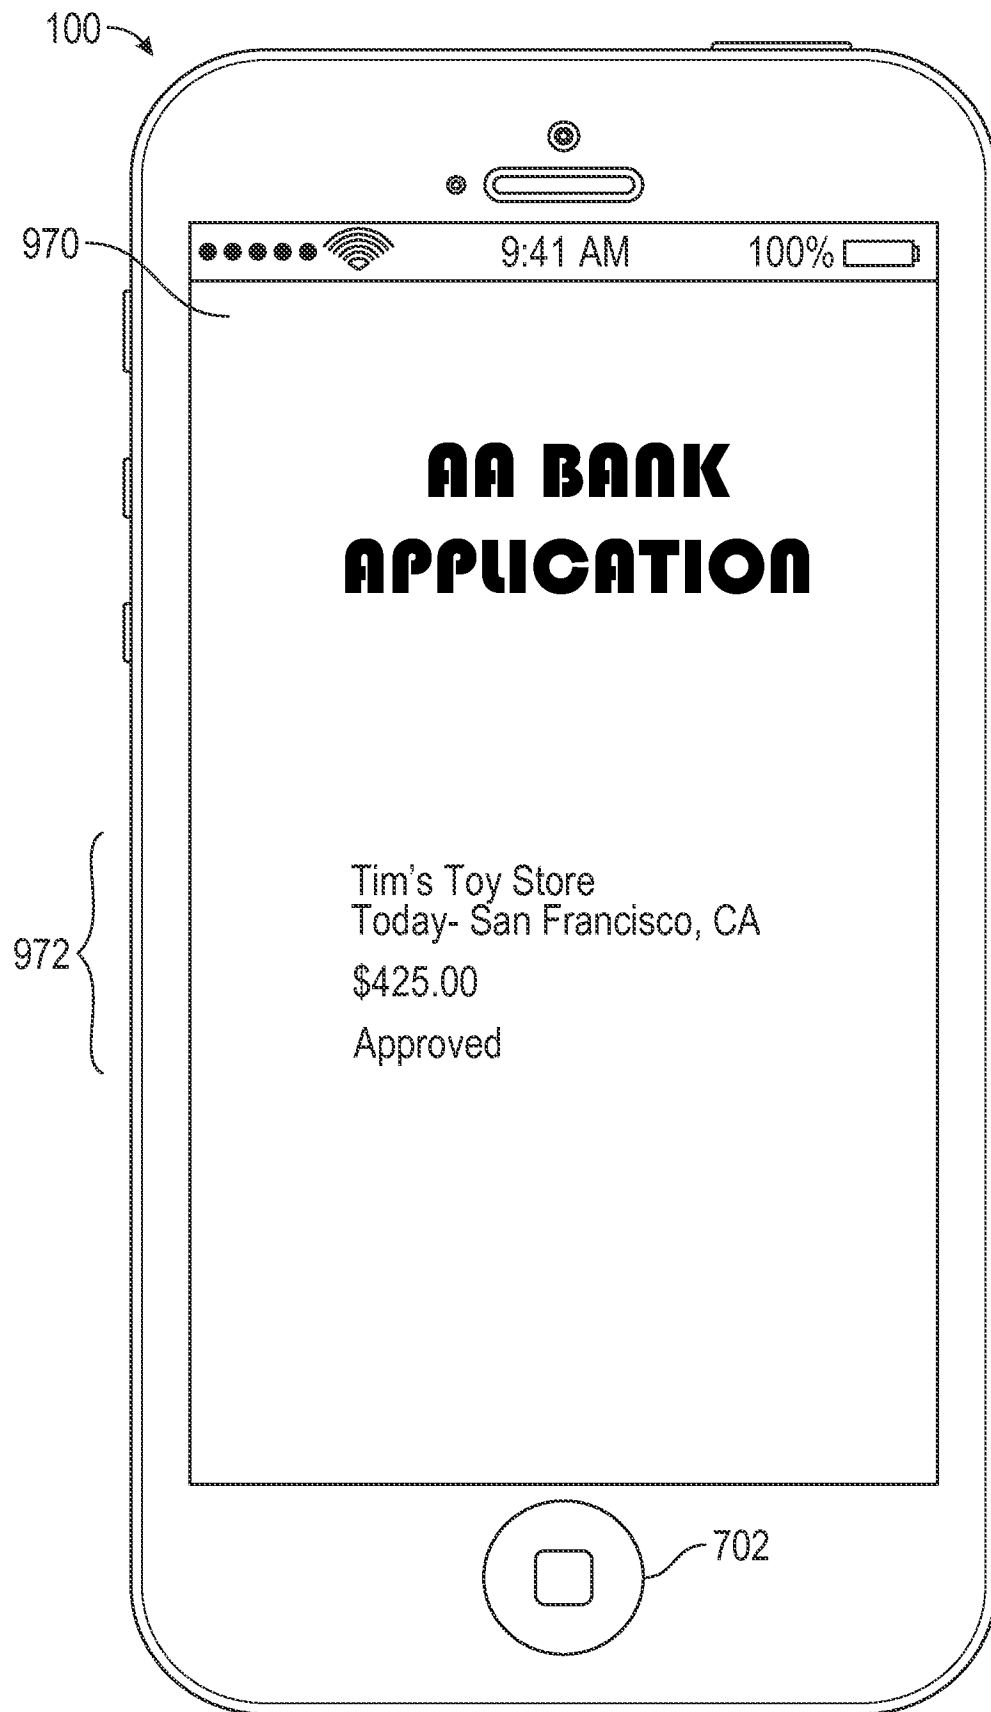 100
970
9:41 AM 100%
AA BANK
APPLICATION
972
Tim's Toy Store
Today- San Francisco, CA
$425.00
Approved
702